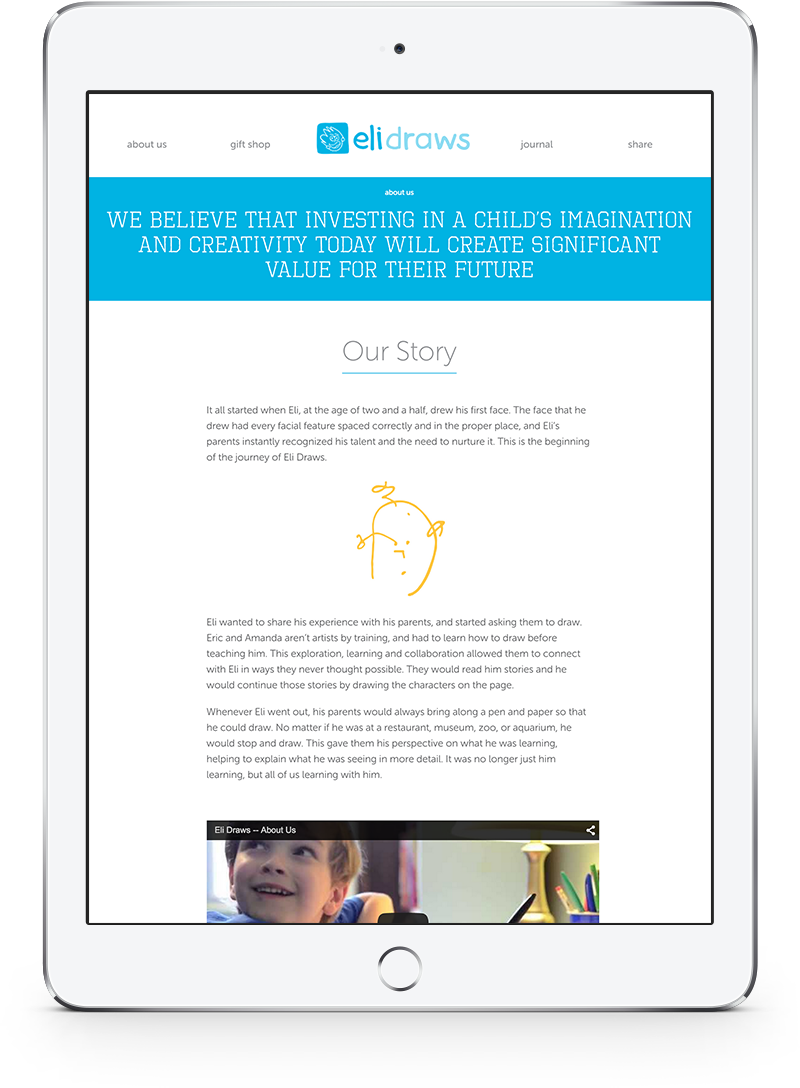 about us
gift shop
elidraws
journal
share
about us
WE BELIEVE THAT INVESTING IN A CHILD'S IMAGINATION
AND CREATIVITY TODAY WILL CREATE SIGNIFICANT
VALUE FOR THEIR FUTURE
Our Story
It all started when Eli, at the age of two and a half, drew his first face. The face that he
drew had every facial feature spaced correctly and in the proper place, and Eli's
parents instantly recognized his talent and the need to nurture it. This is the beginning
of the journey of Eli Draws.
Eli wanted to share his experience with his parents, and started asking them to draw.
Eric and Amanda aren't artists by training, and had to learn how to draw before
teaching him. This exploration, learning and collaboration allowed them to connect
with Eli in ways they never thought possible. They would read him stories and he
would continue those stories by drawing the characters on the page.
Whenever Eli went out, his parents would always bring along a pen and paper so that
he could draw. No matter if he was at a restaurant, museum, zoo, or aquarium, he
would stop and draw. This gave them his perspective on what he was learning,
helping to explain what he was seeing in more detail. It was no longer just him
learning, but all of us learning with him.
Eli Draws -- About Us